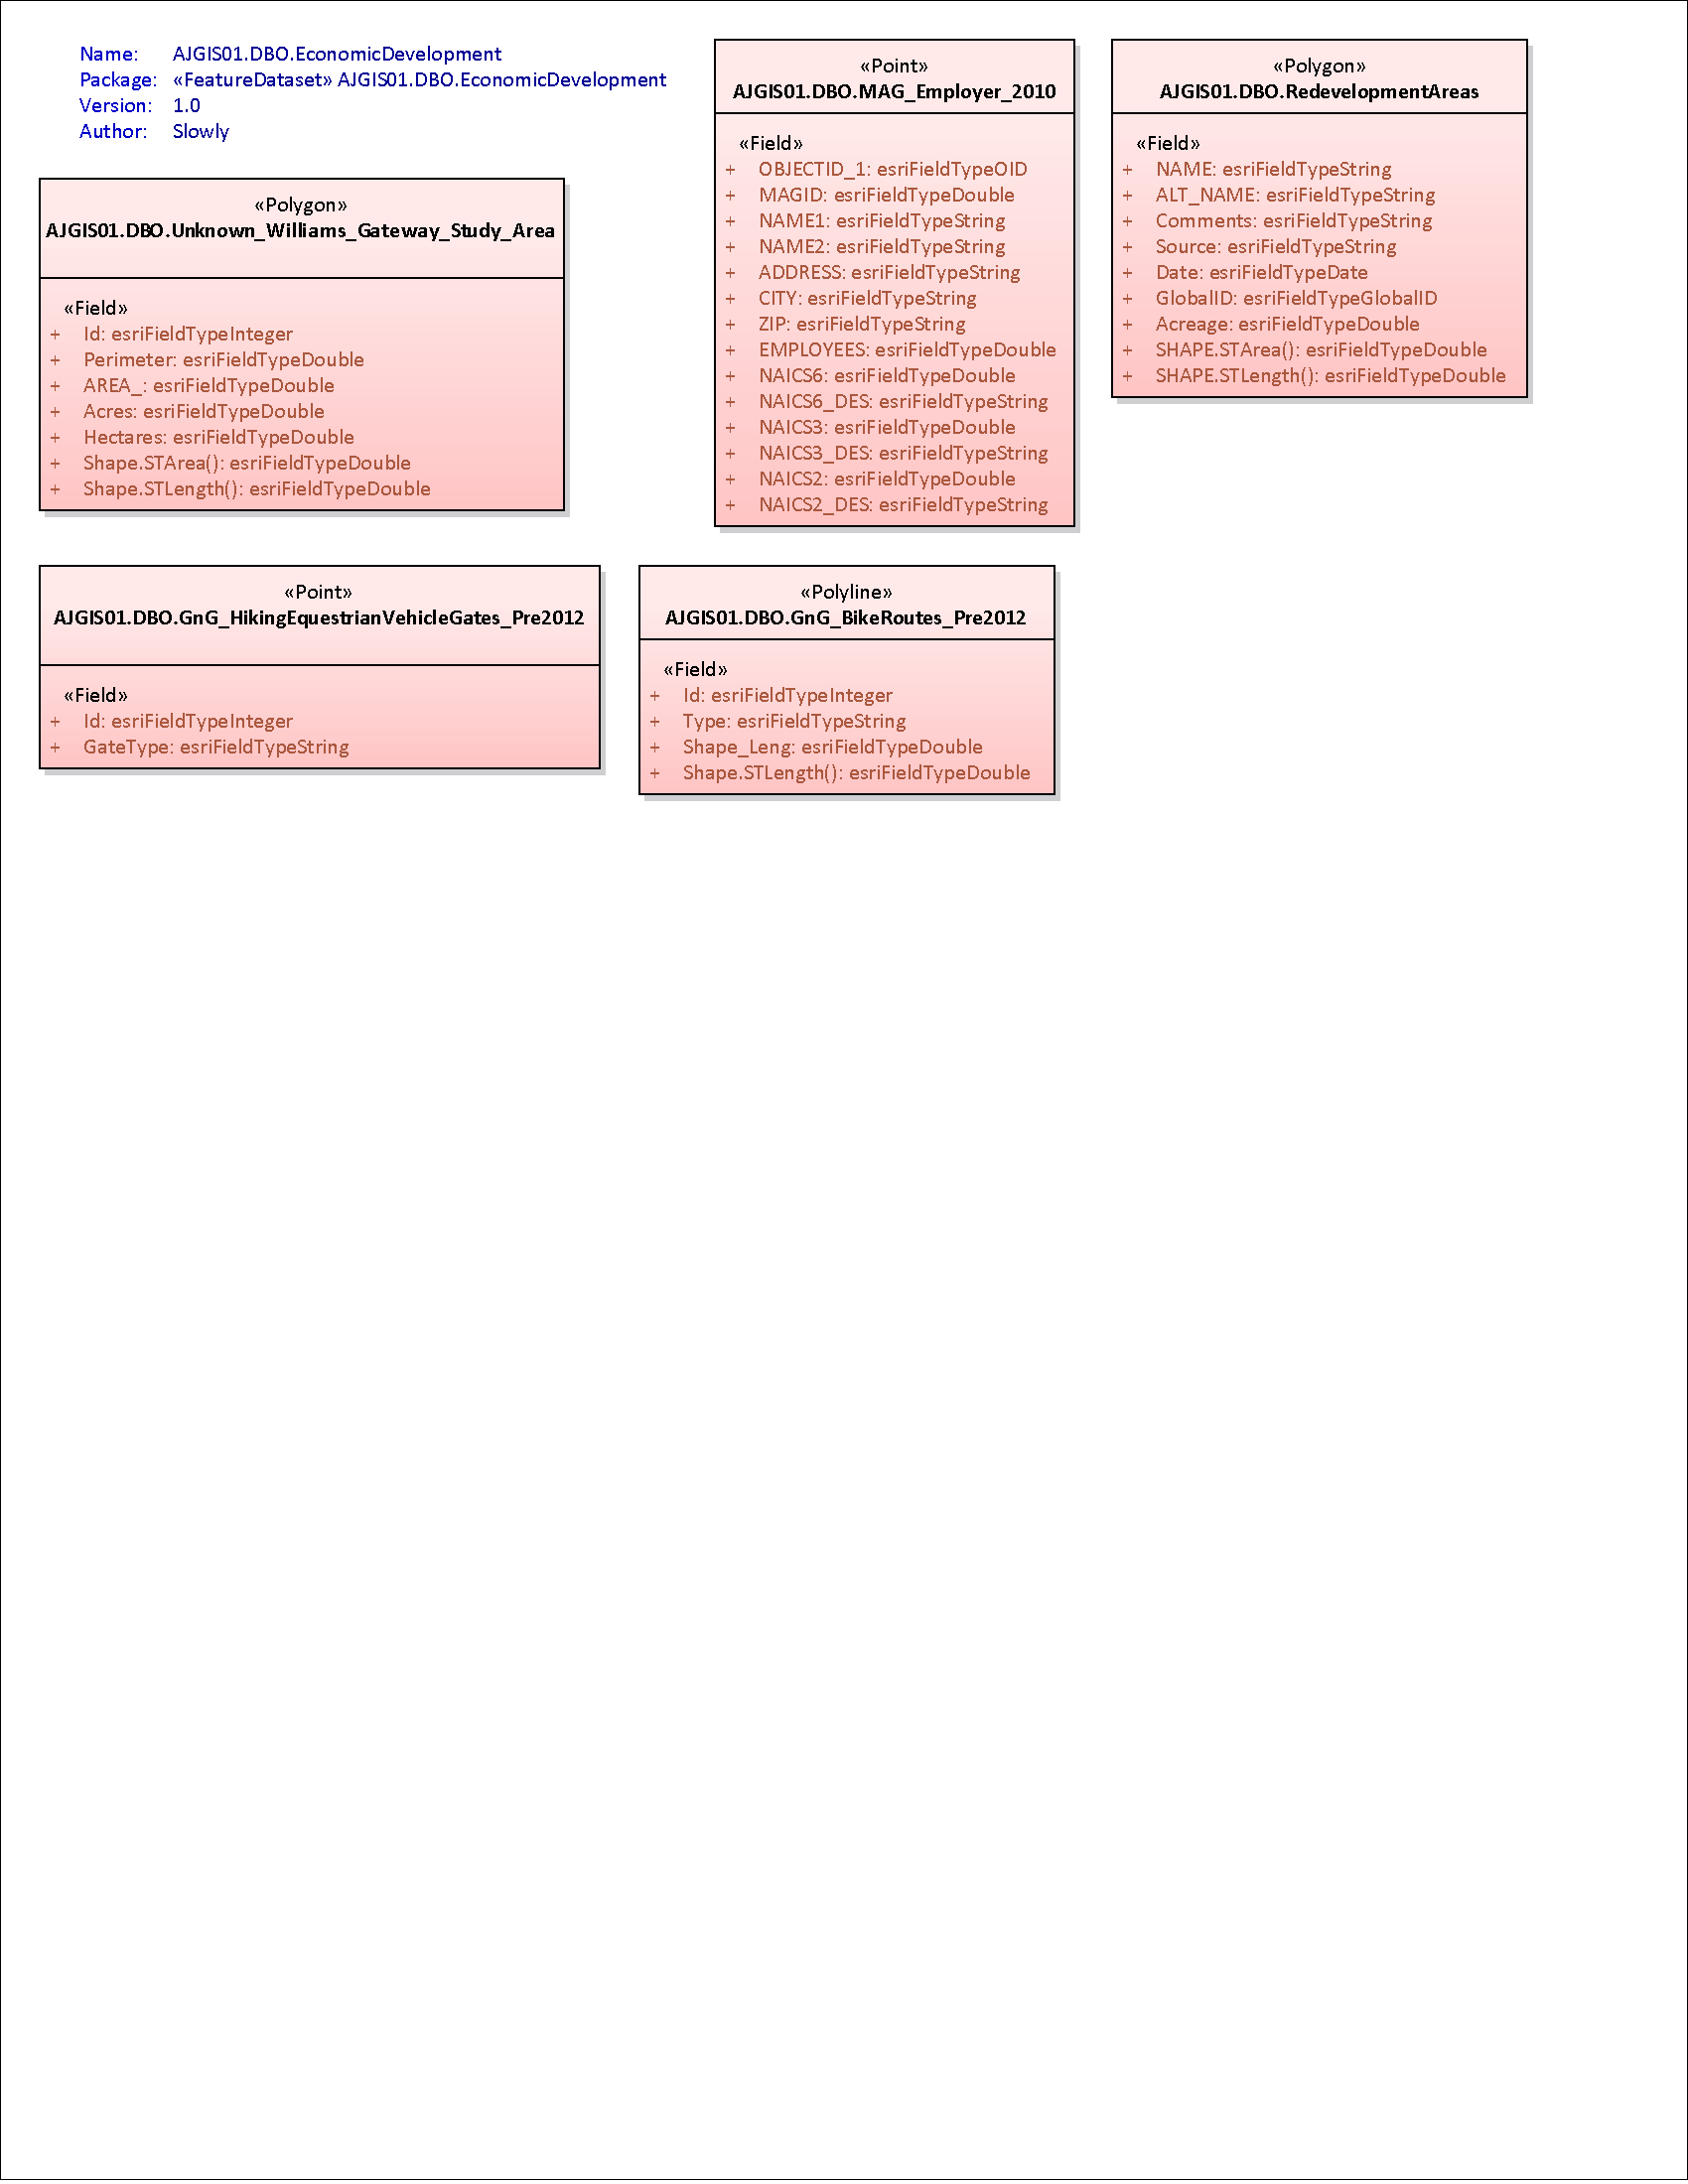 Name: AJGIS01.DBO.EconomicDevelopment
Package: «FeatureDataset» AJGIS01.DBO.EconomicDevelopment
Version: 1.0
Author: Slowly
«Polygon»
AJGIS01.DBO.Unknown_Williams_Gateway_Study_Area
«Field»
+ Id: esriFieldTypeInteger
+ Perimeter: esriFieldTypeDouble
+ AREA_: esriFieldTypeDouble
+ Acres: esriFieldTypeDouble
+ Hectares: esriFieldTypeDouble
+ Shape.STArea(): esriFieldTypeDouble
+ Shape.STLength(): esriFieldTypeDouble
«Point»
AJGIS01.DBO.MAG_Employer_2010
«Field»
+ OBJECTID_1: esriFieldTypeOID
+ MAGID: esriFieldTypeDouble
+ NAME1: esriFieldTypeString
+ NAME2: esriFieldTypeString
+ ADDRESS: esriFieldTypeString
+ CITY: esriFieldTypeString
+ ZIP: esriFieldTypeString
+ EMPLOYEES: esriFieldTypeDouble
+ NAICS6: esriFieldTypeDouble
+ NAICS6_DES: esriFieldTypeString
+ NAICS3: esriFieldTypeDouble
+ NAICS3_DES: esriFieldTypeString
+ NAICS2: esriFieldTypeDouble
+ NAICS2_DES: esriFieldTypeString
«Polygon»
AJGIS01.DBO.RedevelopmentAreas
«Field»
+ NAME: esriFieldTypeString
+ ALT_NAME: esriFieldTypeString
+ Comments: esriFieldTypeString
+ Source: esriFieldTypeString
+ Date: esriFieldTypeDate
+ GlobalID: esriFieldTypeGlobalID
+ Acreage: esriFieldTypeDouble
+ SHAPE.STArea(): esriFieldTypeDouble
+ SHAPE.STLength(): esriFieldTypeDouble
«Point»
AJGIS01.DBO.GnG_HikingEquestrianVehicleGates_Pre2012
«Field»
+ Id: esriFieldTypeInteger
+ GateType: esriFieldTypeString
«Polyline»
AJGIS01.DBO.GnG_BikeRoutes_Pre2012
«Field»
+ Id: esriFieldTypeInteger
+ Type: esriFieldTypeString
+ Shape_Leng: esriFieldTypeDouble
+ Shape.STLength(): esriFieldTypeDouble